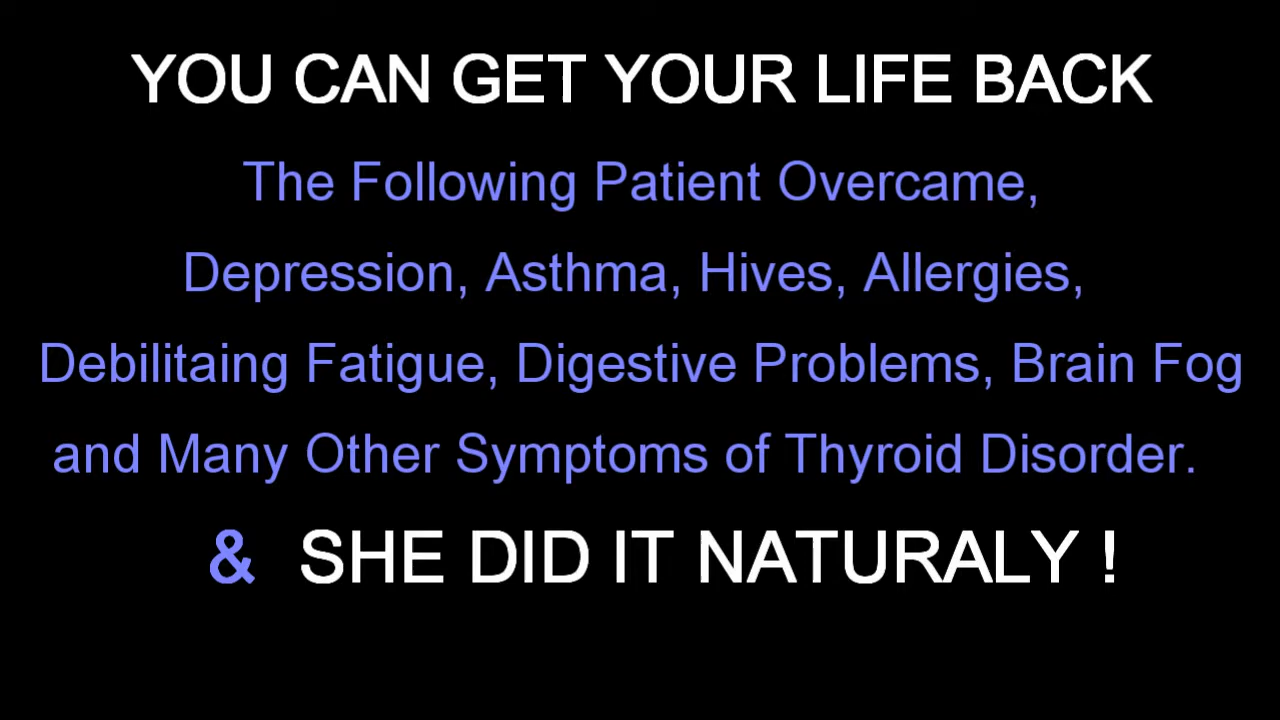 YOU CAN GET YOUR LIFE BACK
The Following Patient Overcame,
Depression, Asthma, Hives, Allergies,
Debilitaing Fatigue, Digestive Problems, Brain Fog
and Many Other Symptoms of Thyroid Disorder.
& SHE DID IT NATURALY !